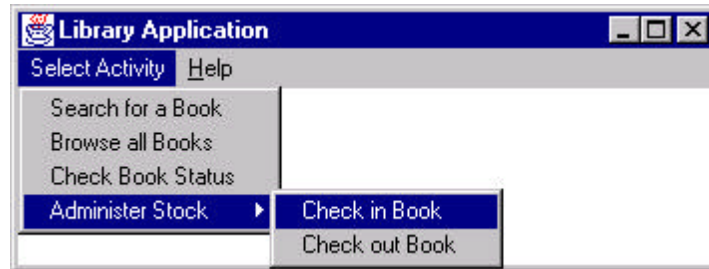 Library Application
Select Activity Help
Search for a Book
Browse all Books
Check Book Status
Administer Stock
Check in Book
Check out Book